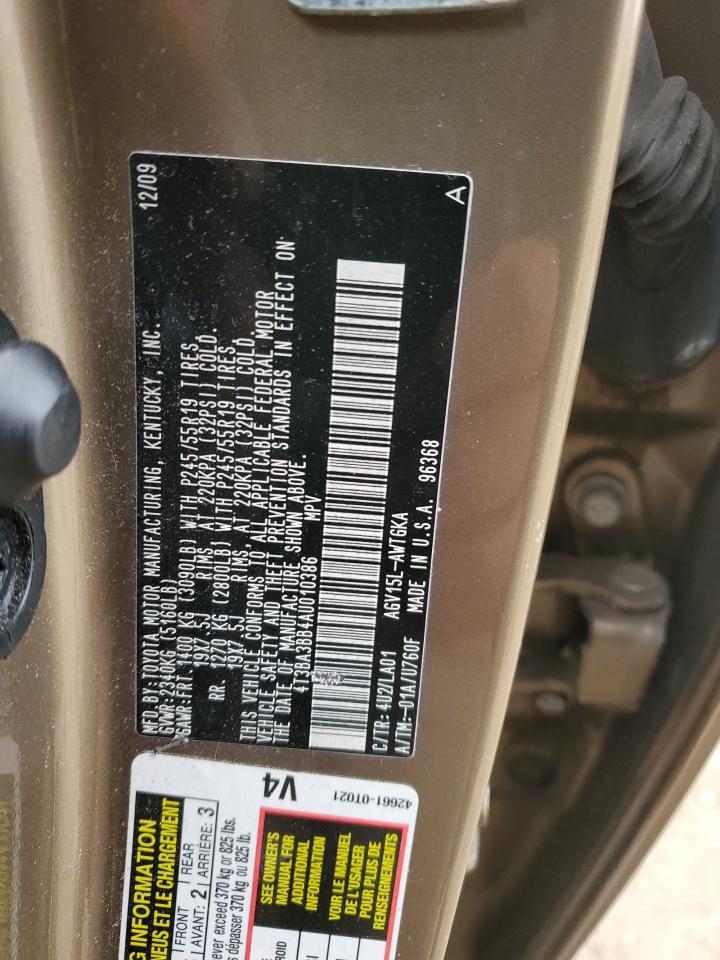 MFD.BY:TOYOTA MOTOR MANUFACTURING, KENTUCKY, INC. 12/09
GVWR:2340KG (5160LB)
GAWR:FRT 1400 KG (3090LB) WITH P245/55R19 TIRES,
19X7.5J RIMS, AT 220KPA (32PSI) COLD.
RR. 1270 KG (2800LB) WITH P245/55R19 TIRES,
19X7.5J RIMS, AT 220KPA (32PSI) COLD.
THIS VEHICLE CONFORMS TO ALL APPLICABLE FEDERAL MOTOR
VEHICLE SAFETY AND THEFT PREVENTION STANDARDS IN EFFECT ON
THE DATE OF MANUFACTURE SHOWN ABOVE.
4T3BA3BB4AU010386 MPV
C/TR:4U2/LA01 AGV15L-AWTGKA
A/TM:-01A/U760F MADE IN U.S.A. 96368
A
INFORMATION
NEUS ET LE CHARGEMENT
FRONT REAR
AVANT: 2 ARRIÈRE: 3
never exceed 370 kg or 825 lbs.
dépasser 370 kg ou 825 lb.
V4
SEE OWNER'S
MANUAL FOR
ADDITIONAL
INFORMATION
VOIR LE MANUEL
DE L'USAGER
POUR PLUS DE
RENSEIGNEMENTS
42661-0T021